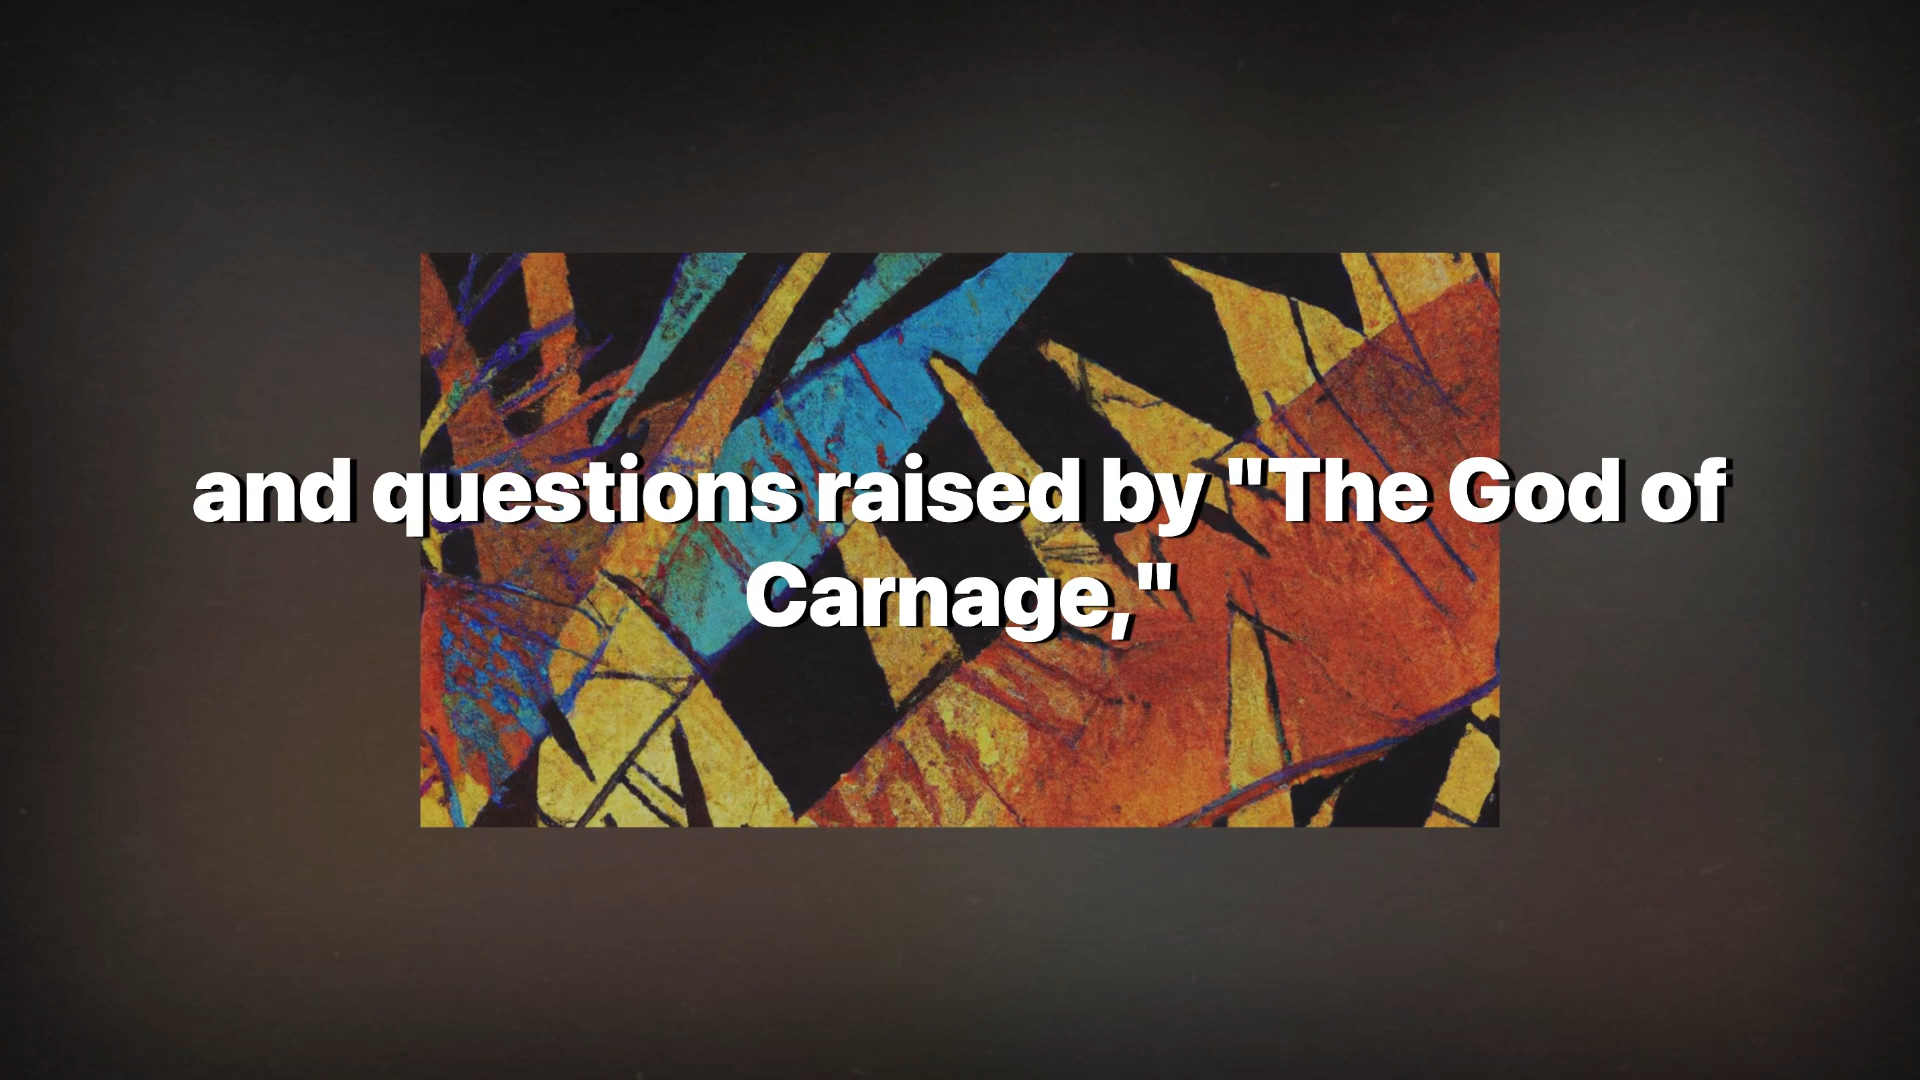 and questions raised by "The God of
Carnage,"